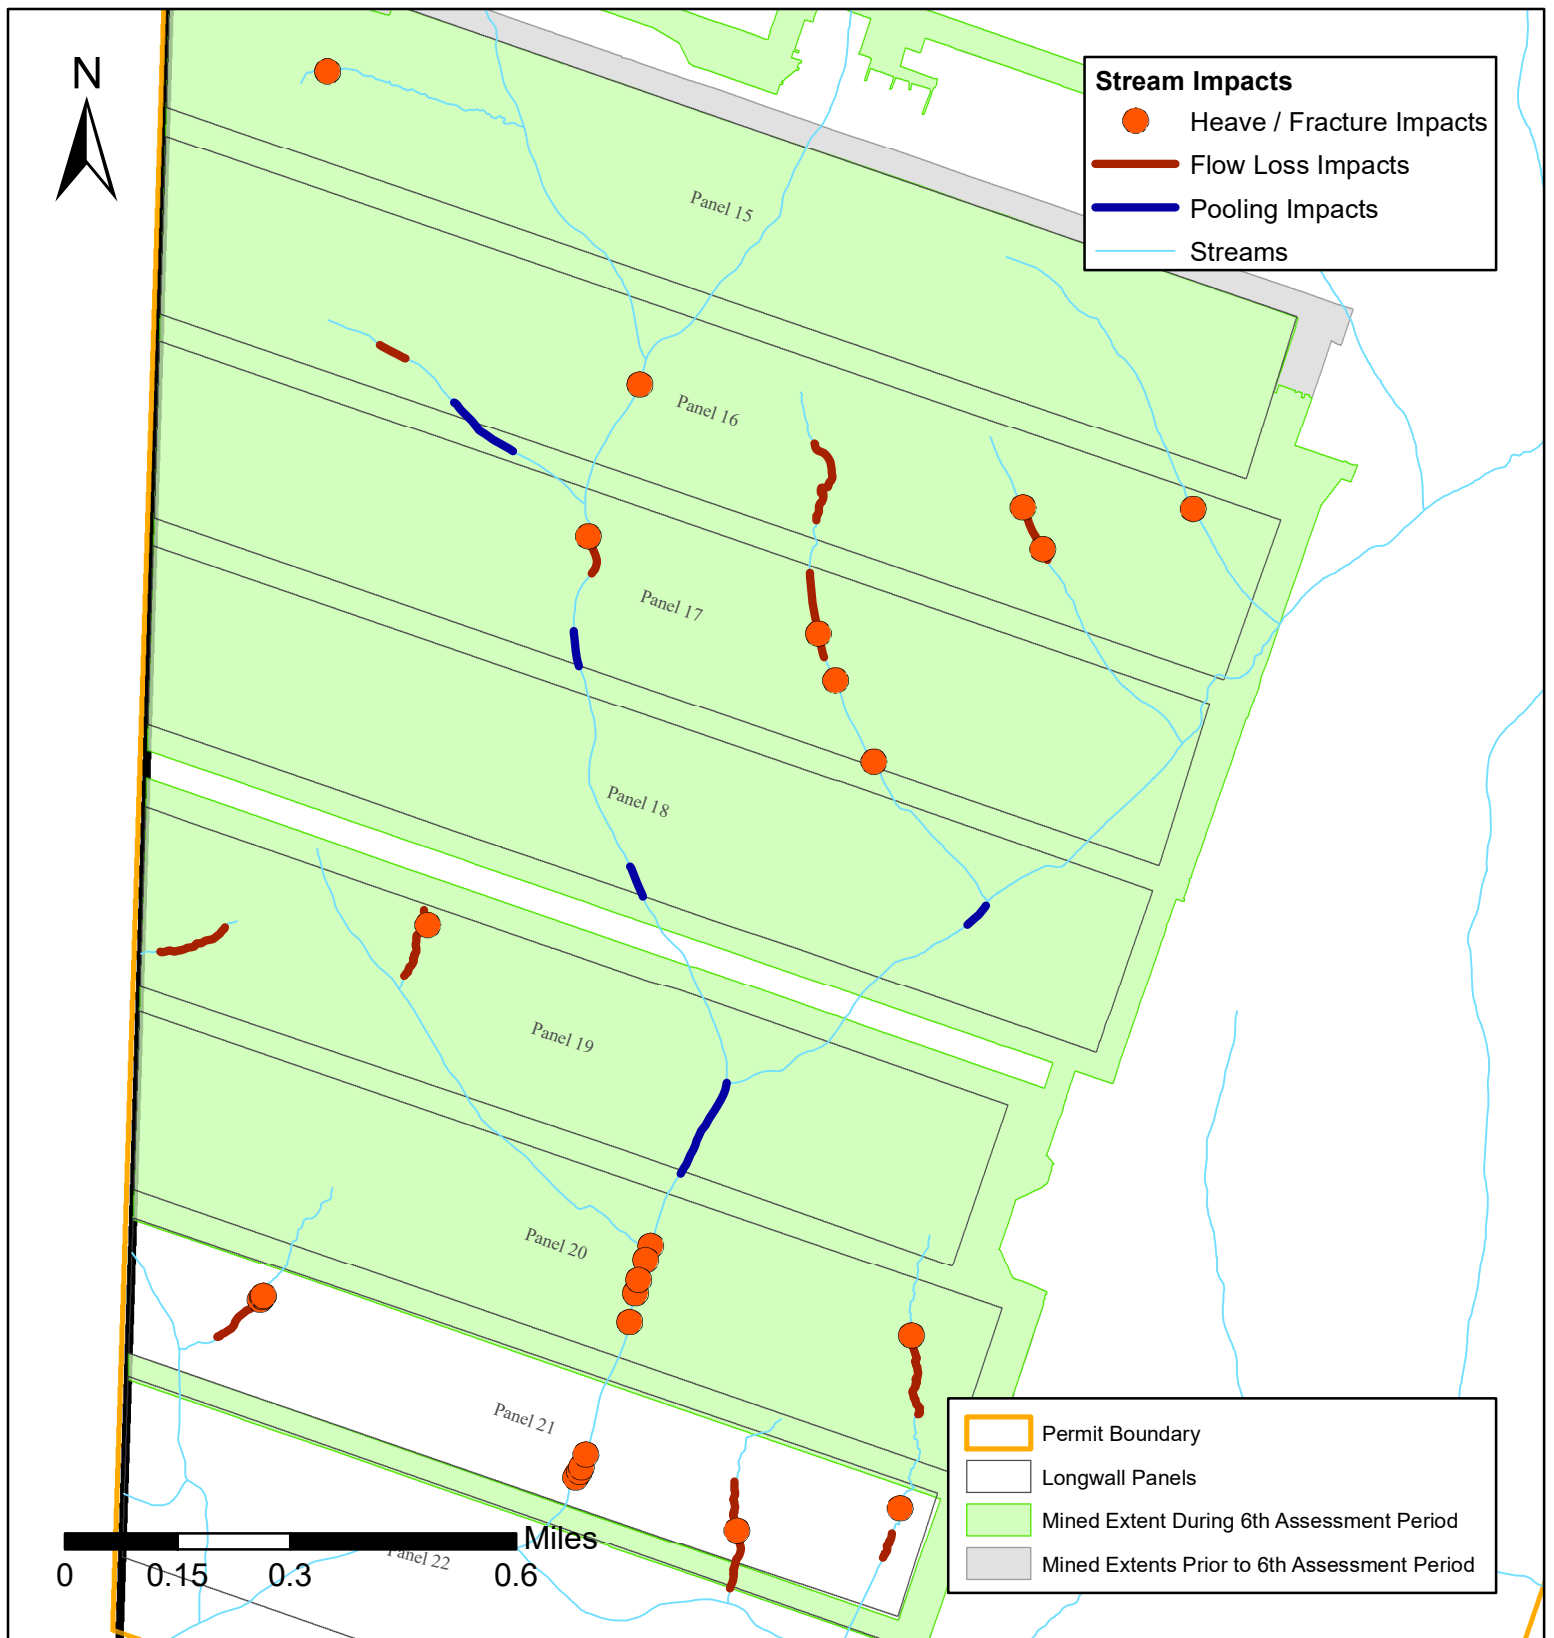 N
Stream Impacts
Heave / Fracture Impacts
Flow Loss Impacts
Pooling Impacts
Streams
Panel 15
Panel 16
Panel 17
Panel 18
Panel 19
Panel 20
Panel 21
Panel 22
Miles
0 0.15 0.3 0.6
Permit Boundary
Longwall Panels
Mined Extent During 6th Assessment Period
Mined Extents Prior to 6th Assessment Period